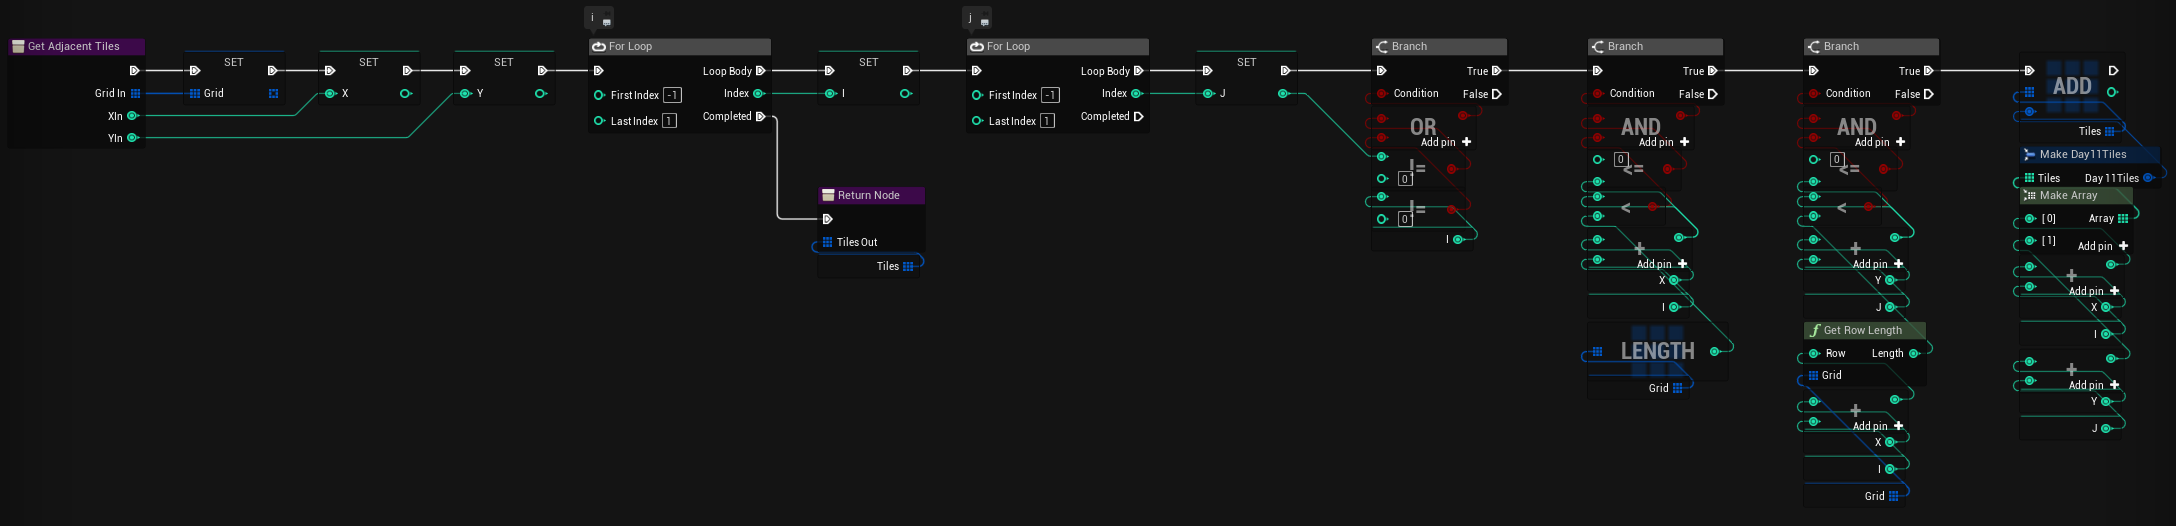 i
j
Get Adjacent Tiles
Grid In
XIn
YIn
SET
Grid
SET
X
SET
Y
For Loop
First Index -1
Last Index 1
Loop Body
Index
Completed
SET
I
Return Node
Tiles Out
Tiles
For Loop
First Index -1
Last Index 1
Loop Body
Index
Completed
SET
J
Branch
Condition
True
False
OR
Add pin +
!=
0
!=
0
I
Branch
Condition
True
False
AND
Add pin +
0
<=
<
+
Add pin +
X
I
LENGTH
Grid
Branch
Condition
True
False
AND
Add pin +
0
<=
<
+
Add pin +
Y
J
f Get Row Length
Row
Length
Grid
+
Add pin +
X
I
Grid
ADD
Tiles
Make Day11Tiles
Tiles
Day 11Tiles
Make Array
[0]
Array
[1]
Add pin +
+
Add pin +
X
I
+
Add pin +
Y
J